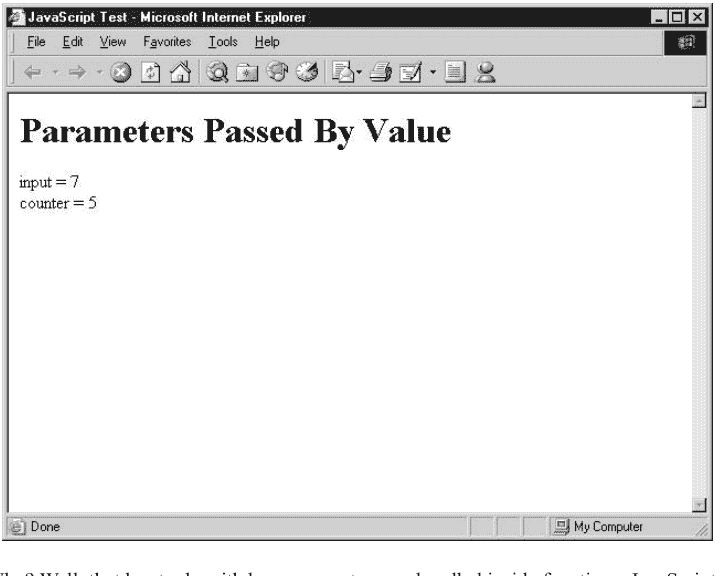 JavaScript Test - Microsoft Internet Explorer
File Edit View Favorites Tools Help
Parameters Passed By Value
input = 7
counter = 5
Done
My Computer